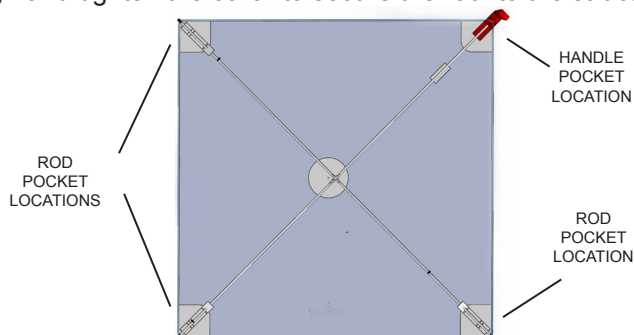 HANDLE
POCKET
LOCATION
ROD
POCKET
LOCATIONS
ROD
POCKET
LOCATION